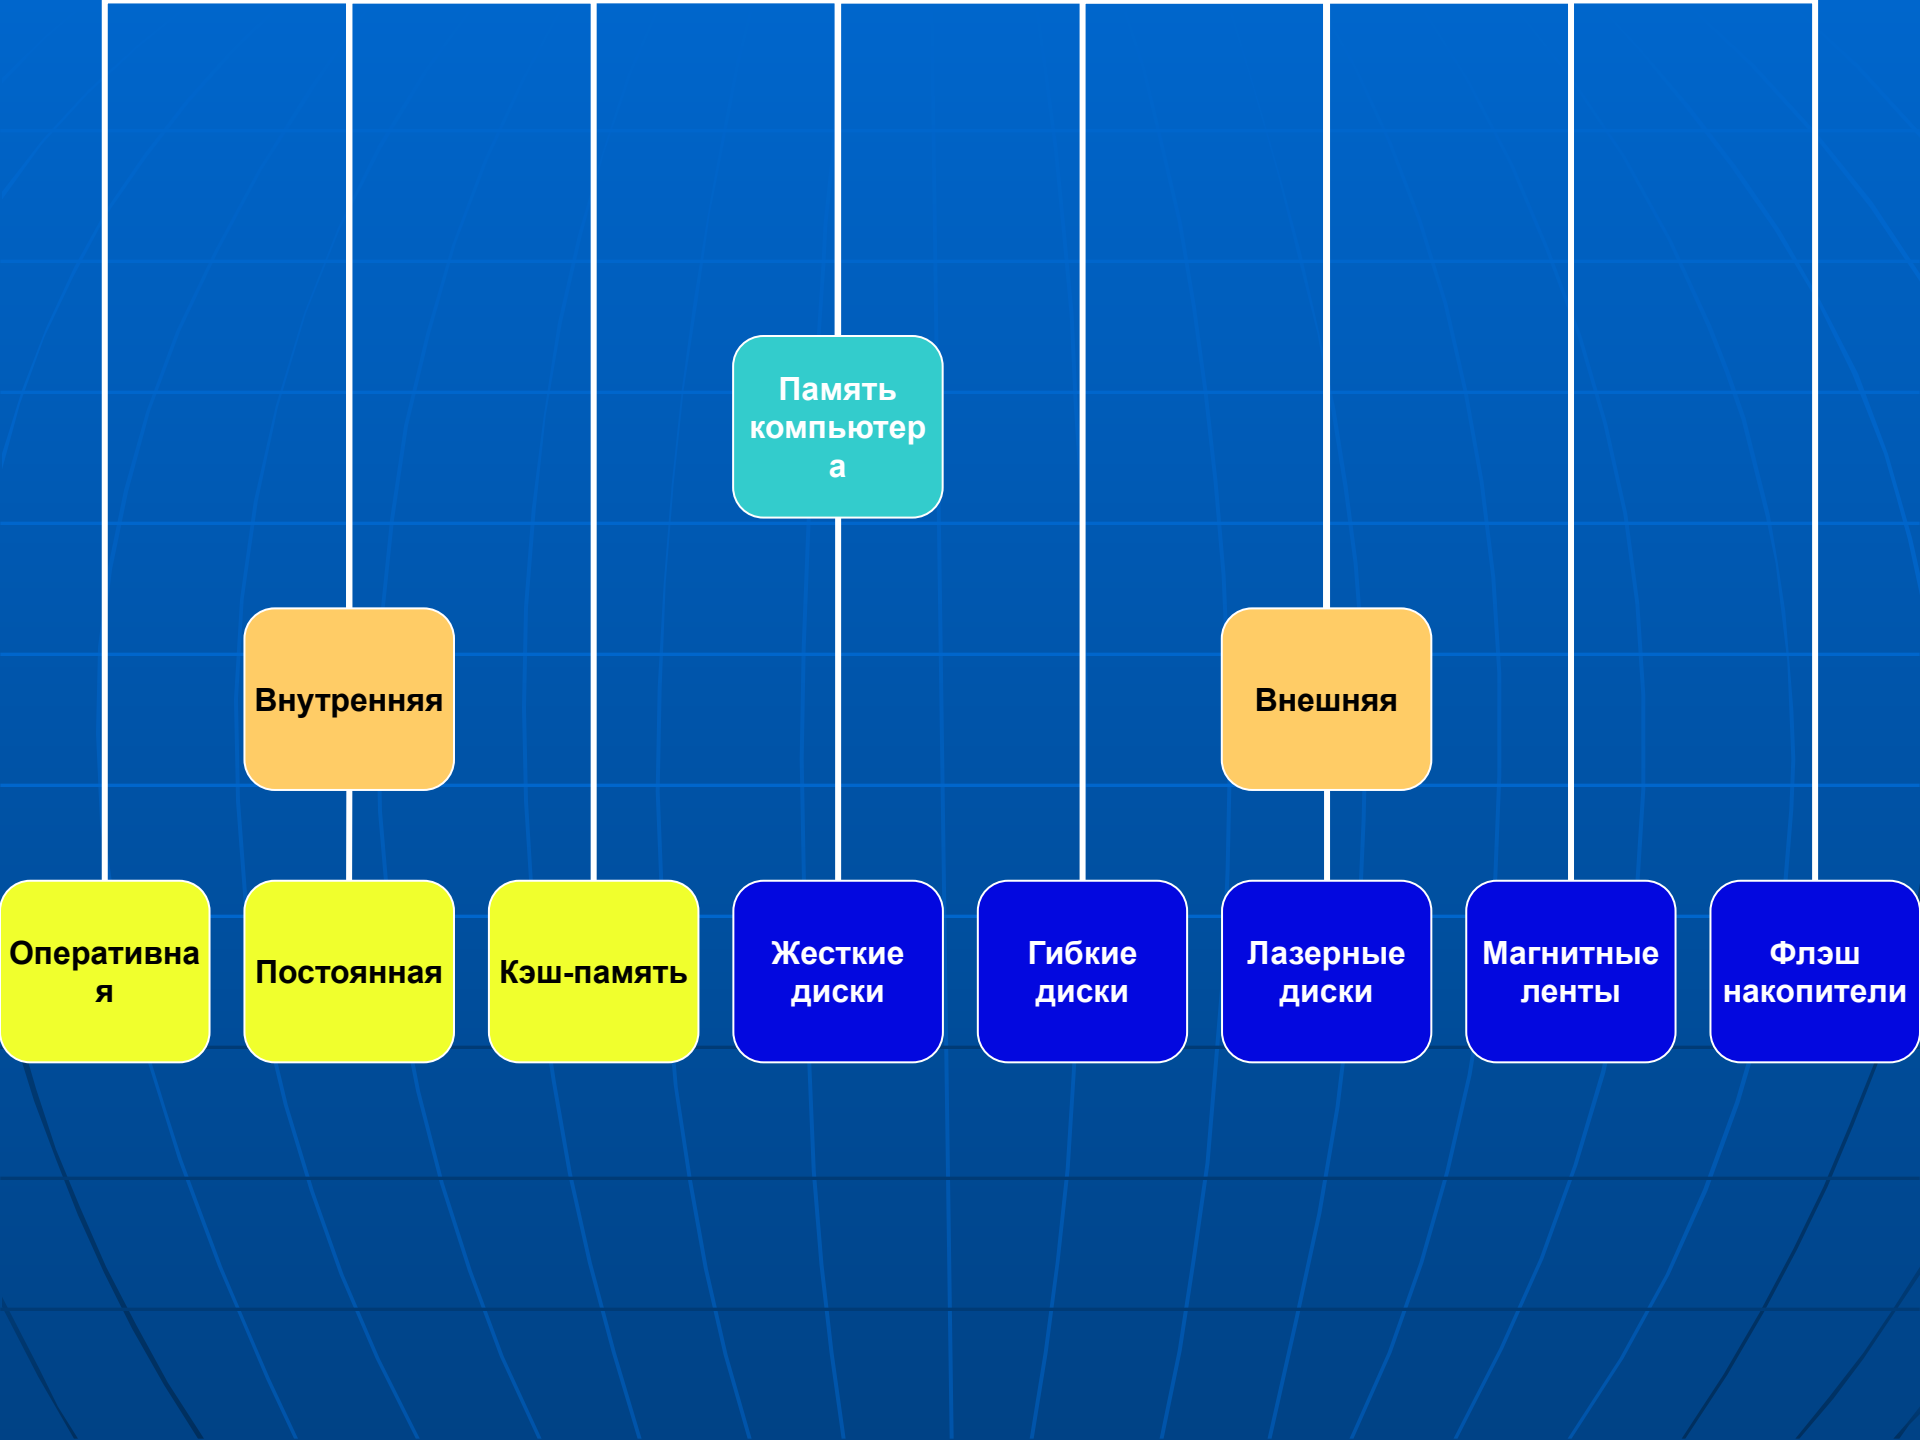 Память
компьютер
а
Внутренняя
Внешняя
Оперативна
я
Постоянная
Кэш-память
Жесткие
диски
Гибкие
диски
Лазерные
диски
Магнитные
ленты
Флэш
накопители